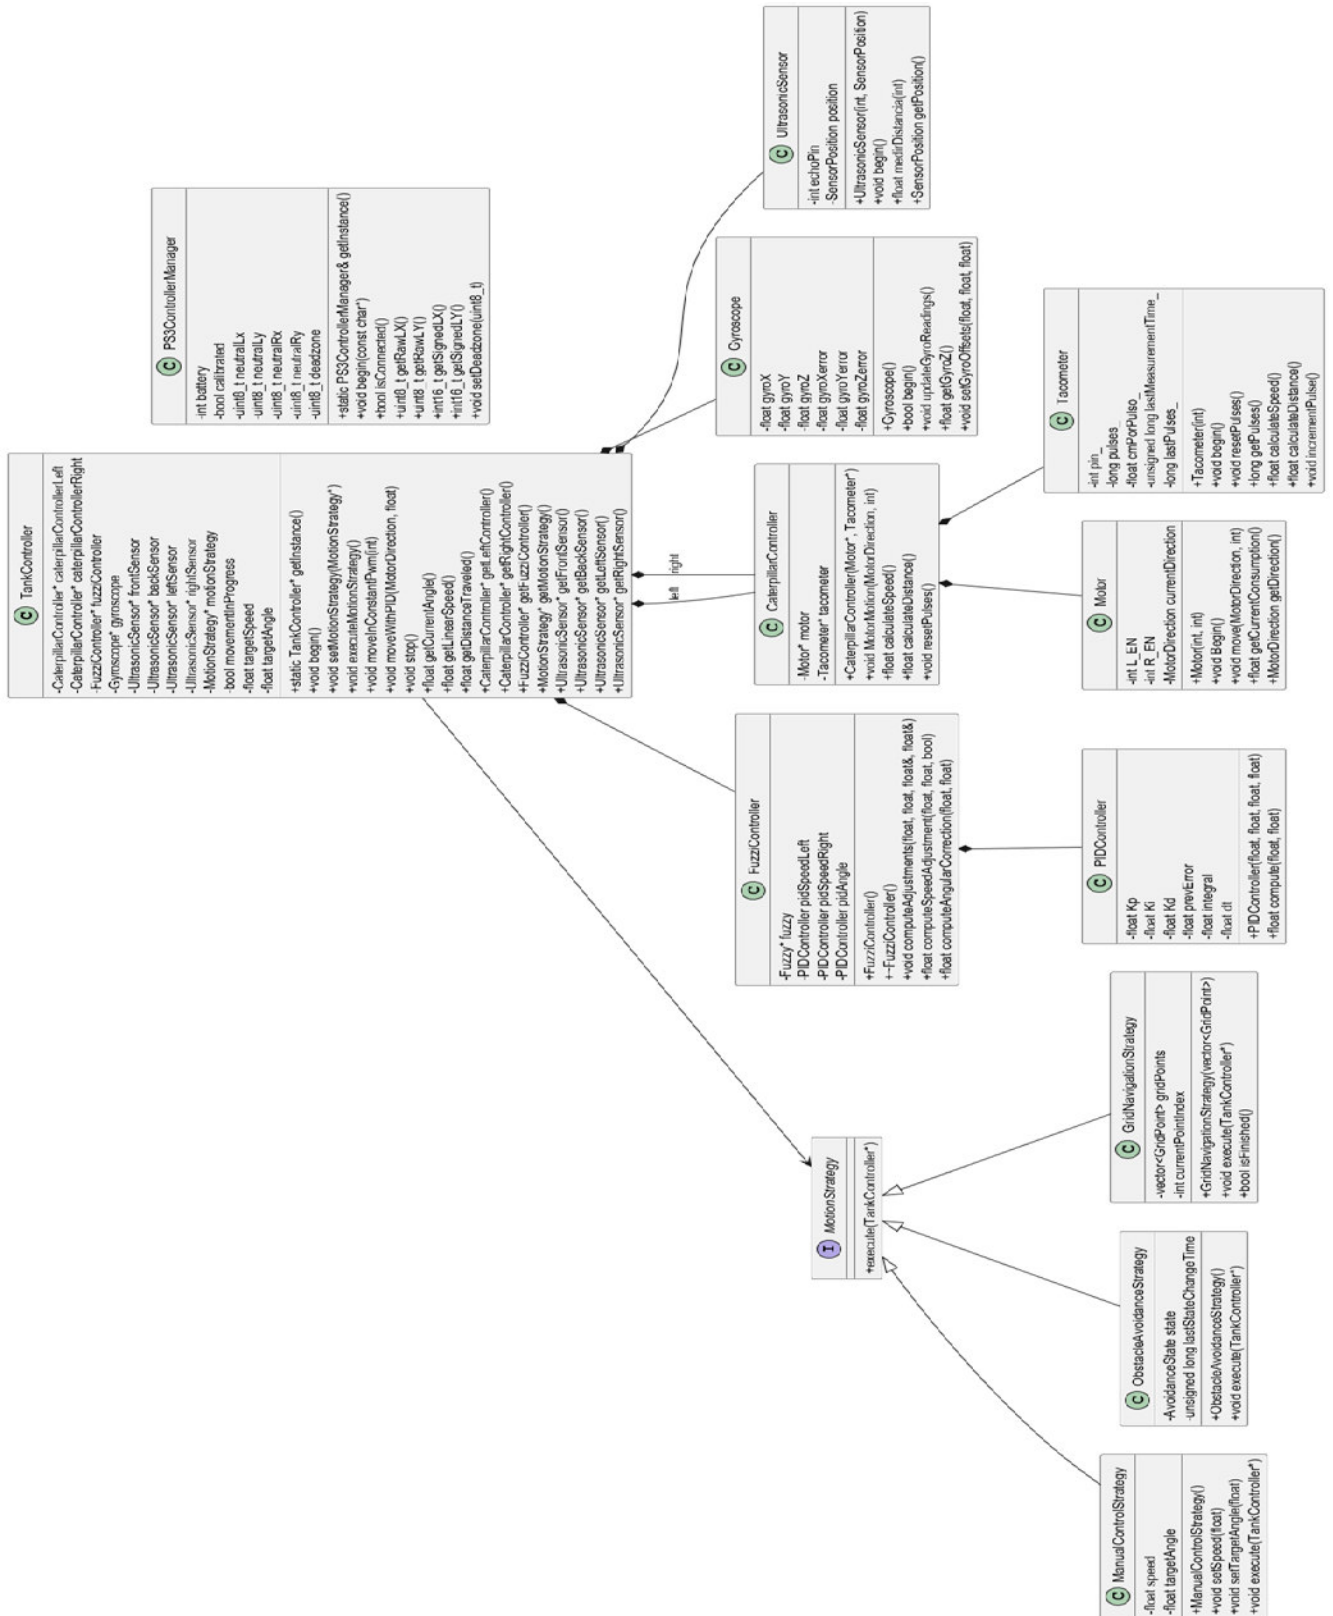 TankController
-CaterpillarController* caterpillarControllerLeft
-CaterpillarController* caterpillarControllerRight
-FuzziController* fuzziController
-Gyroscope* gyroscope
-UltrasonicSensor* frontSensor
-UltrasonicSensor* backSensor
-UltrasonicSensor* leftSensor
-UltrasonicSensor* rightSensor
-MotionStrategy* motionStrategy
-bool movementInProgress
-float targetSpeed
-float targetAngle
+static TankController* getInstance()
+void begin()
+void setMotionStrategy(MotionStrategy*)
+void executeMotionStrategy()
+void moveInConstantPwm(int)
+void moveWithPID(MotorDirection, float)
+void stop()
+float getCurrentAngle()
+float getLinearSpeed()
+float getDistanceTraveled()
+CaterpillarController* getLeftController()
+CaterpillarController* getRightController()
+FuzziController* getFuzziController()
+MotionStrategy* getMotionStrategy()
+UltrasonicSensor* getFrontSensor()
+UltrasonicSensor* getBackSensor()
+UltrasonicSensor* getLeftSensor()
+UltrasonicSensor* getRightSensor()
C PS3ControllerManager
-int battery
-bool calibrated
-uint8_t neutralLx
-uint8_t neutralLy
-uint8_t neutralRx
-uint8_t neutralRy
-uint8_t deadzone
+static PS3ControllerManager& getInstance()
+void begin(const char*)
+bool isConnected()
+uint8_t getRawLX()
+uint8_t getRawLY()
+int16_t getSignedLX()
+int16_t getSignedLY()
+void setDeadzone(uint8_t)
left
right
I MotionStrategy
+execute(TankController*)
C FuzziController
-Fuzzy* fuzzy
-PIDController pidSpeedLeft
-PIDController pidSpeedRight
-PIDController pidAngle
+FuzziController()
+~FuzziController()
+void computeAdjustments(float, float, float&, float&)
+float computeSpeedAdjustment(float, float, bool)
+float computeAngularCorrection(float, float)
C CaterpillarController
-Motor* motor
-Tacometer* tacometer
+CaterpillarController(Motor*, Tacometer*)
+void MotorMotion(MotorDirection, int)
+float calculateSpeed()
+float calculateDistance()
+void resetPulses()
C Gyroscope
-float gyroX
-float gyroY
-float gyroZ
-float gyroXerror
-float gyroYerror
-float gyroZerror
+Gyroscope()
+bool begin()
+void updateGyroReadings()
+float getGyroZ()
+void setGyroOffsets(float, float, float)
C UltrasonicSensor
-int echoPin
-SensorPosition position
+UltrasonicSensor(int, SensorPosition)
+void begin()
+float medirDistancia(int)
+SensorPosition getPosition()
C ManualControlStrategy
-float speed
-float targetAngle
+ManualControlStrategy()
+void setSpeed(float)
+void setTargetAngle(float)
+void execute(TankController*)
C ObstacleAvoidanceStrategy
-AvoidanceState state
-unsigned long lastStateChangeTime
+ObstacleAvoidanceStrategy()
+void execute(TankController*)
C GridNavigationStrategy
-vector<GridPoint> gridPoints
-int currentPointIndex
+GridNavigationStrategy(vector<GridPoint>)
+void execute(TankController*)
+bool isFinished()
C PIDController
-float Kp
-float Ki
-float Kd
-float prevError
-float integral
-float dt
+PIDController(float, float, float, float)
+float compute(float, float)
C Motor
-int L_EN
-int R_EN
-MotorDirection currentDirection
+Motor(int, int)
+void Begin()
+void move(MotorDirection, int)
+float getCurrentConsumption()
+MotorDirection getDirection()
C Tacometer
-int pin_
-long pulses_
-float cmPorPulso_
-unsigned long lastMeasurementTime_
-long lastPulses_
+Tacometer(int)
+void begin()
+void resetPulses()
+long getPulses()
+float calculateSpeed()
+float calculateDistance()
+void incrementPulse()